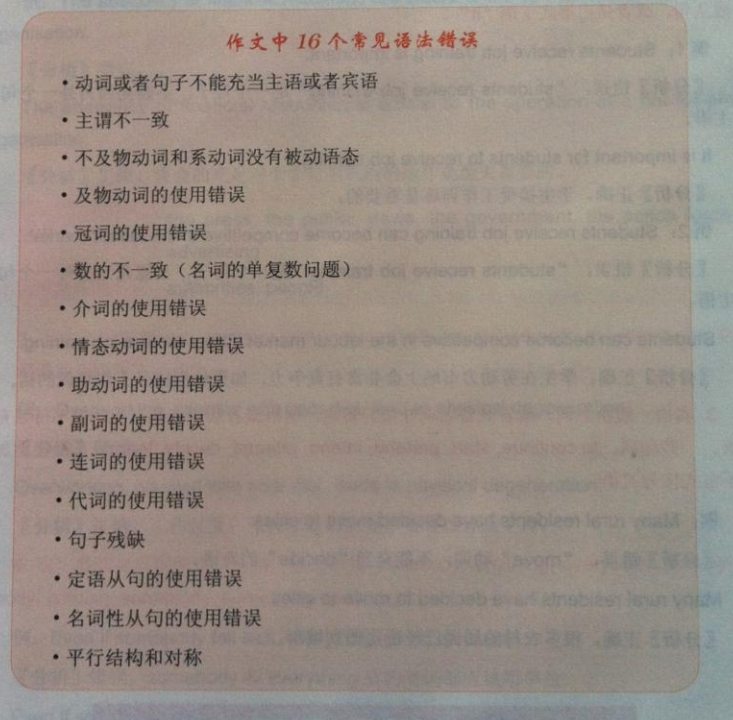 作文中16个常见语法错误
•动词或者句子不能充当主语或者宾语
•主谓不一致
•不及物动词和系动词没有被动语态
•及物动词的使用错误
•冠词的使用错误
•数的不一致（名词的单复数问题）
•介词的使用错误
•情态动词的使用错误
•助动词的使用错误
•副词的使用错误
•连词的使用错误
•代词的使用错误
•句子残缺
•定语从句的使用错误
•名词性从句的使用错误
•平行结构和对称